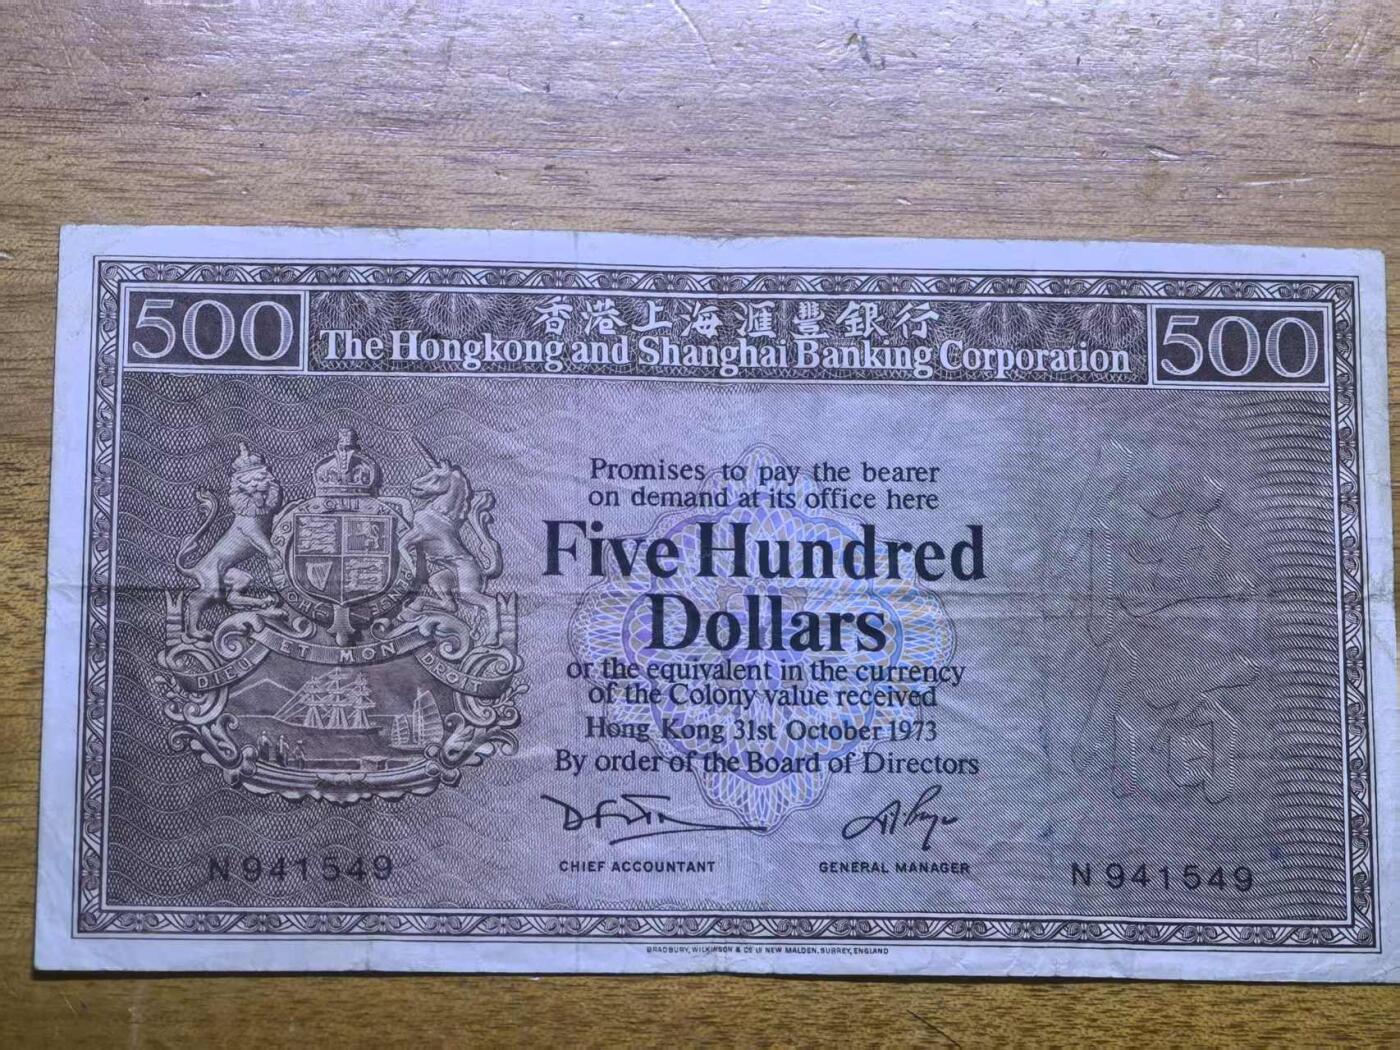 500
香港上海滙豐銀行
500
The Hongkong and Shanghai Banking Corporation
Promises to pay the bearer
on demand at its office here
Five Hundred
Dollars
or the equivalent in the currency
of the Colony value received
Hong Kong 31st October 1973
By order of the Board of Directors
DIEU ET MON DROIT
CHIEF ACCOUNTANT
GENERAL MANAGER
N 941549
N 941549
BRADBURY, WILKINSON & Co. Ld. NEW MALDEN, SURREY, ENGLAND